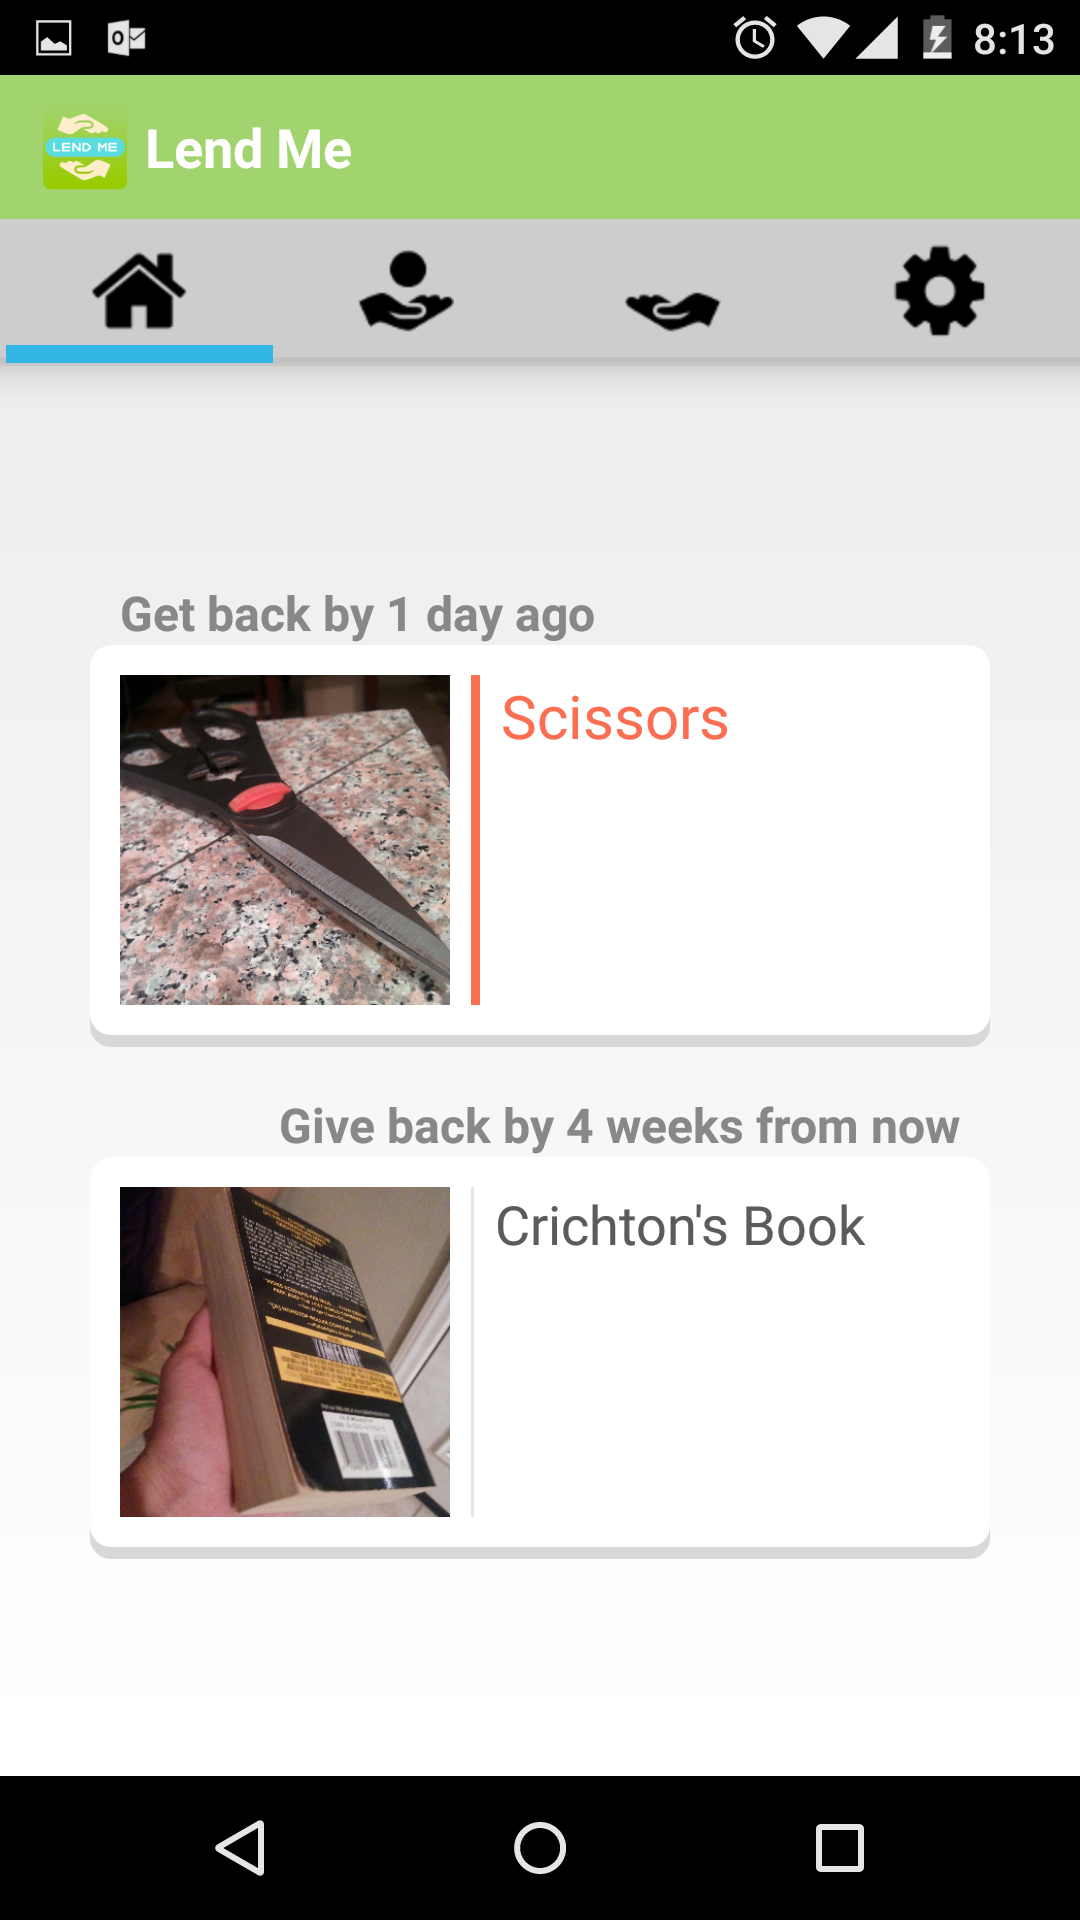 8:13
LEND ME
Lend Me
Get back by 1 day ago
Scissors
Give back by 4 weeks from now
Crichton's Book